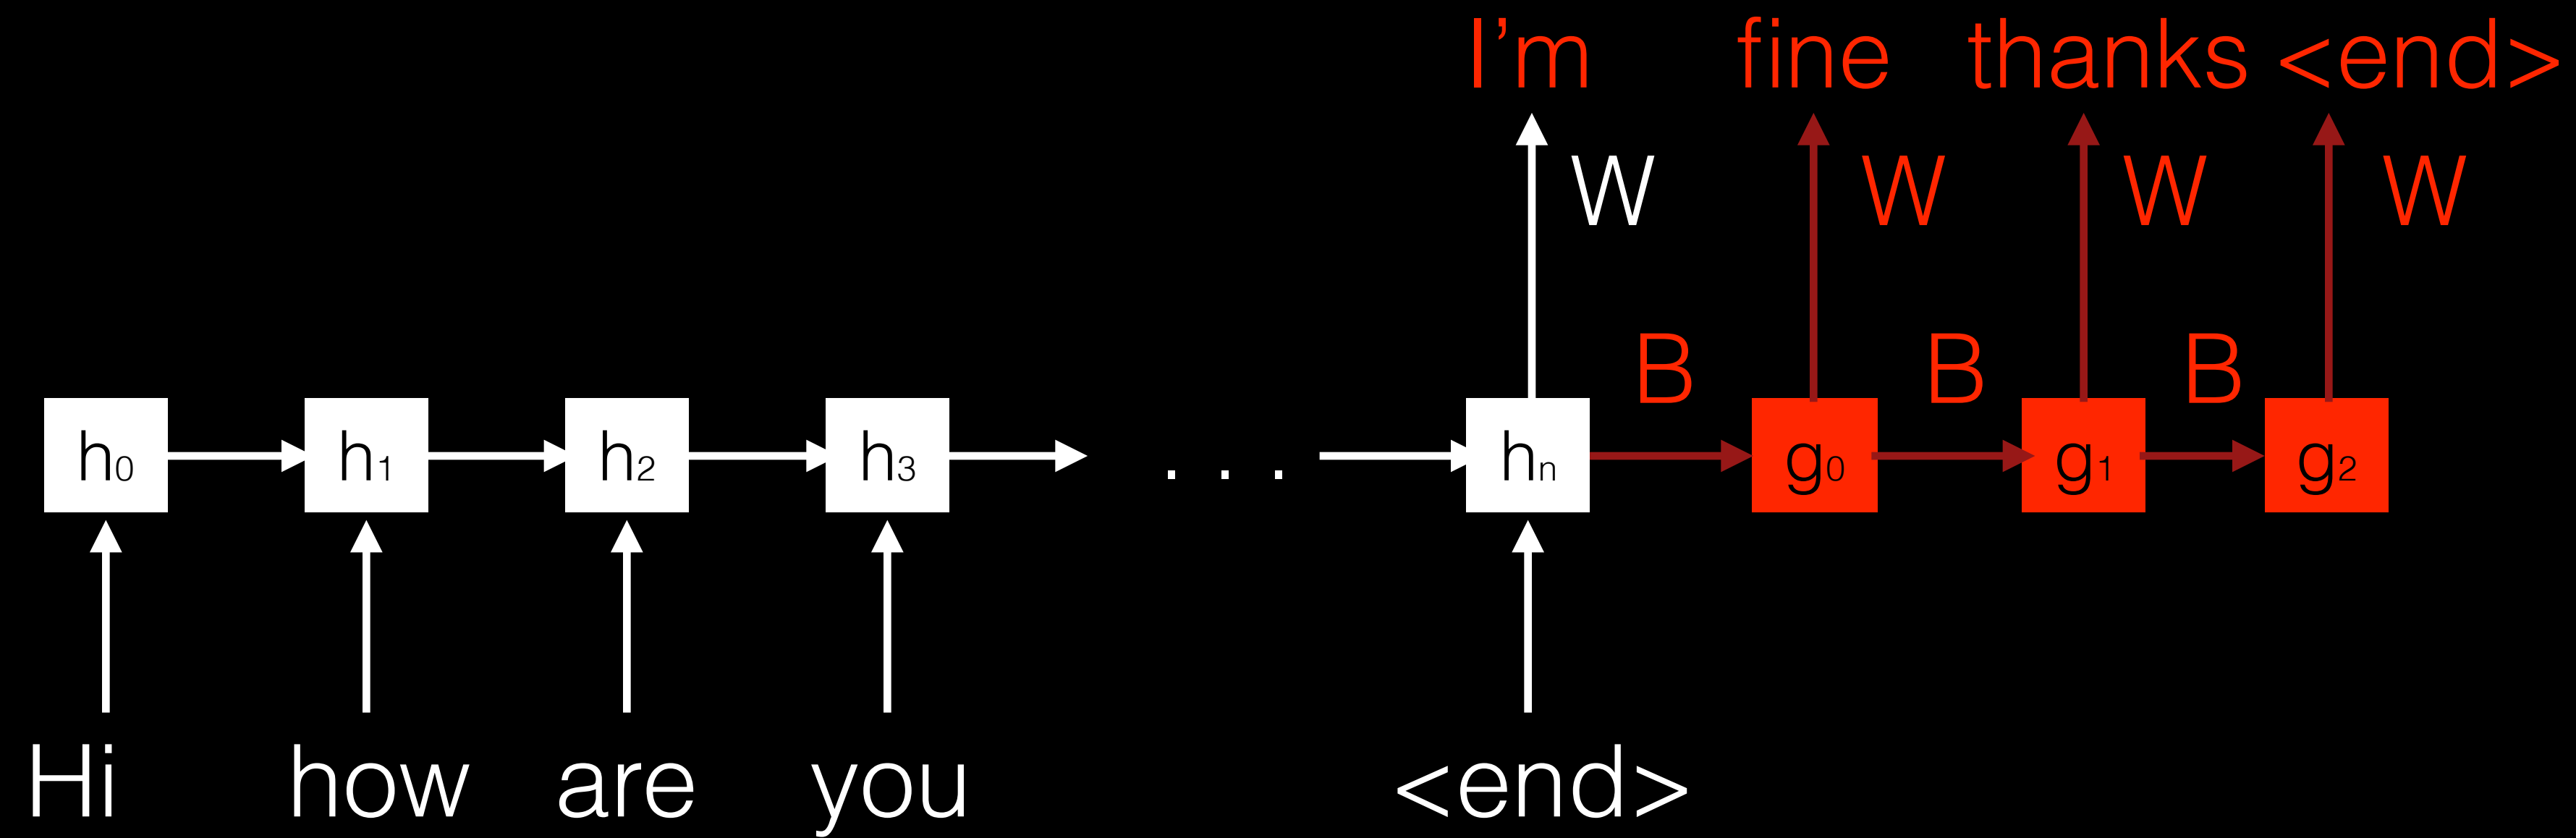 I’m fine thanks <end>
W W W W
B B B
h₀ h₁ h₂ h₃ . . . hₙ g₀ g₁ g₂
Hi how are you <end>